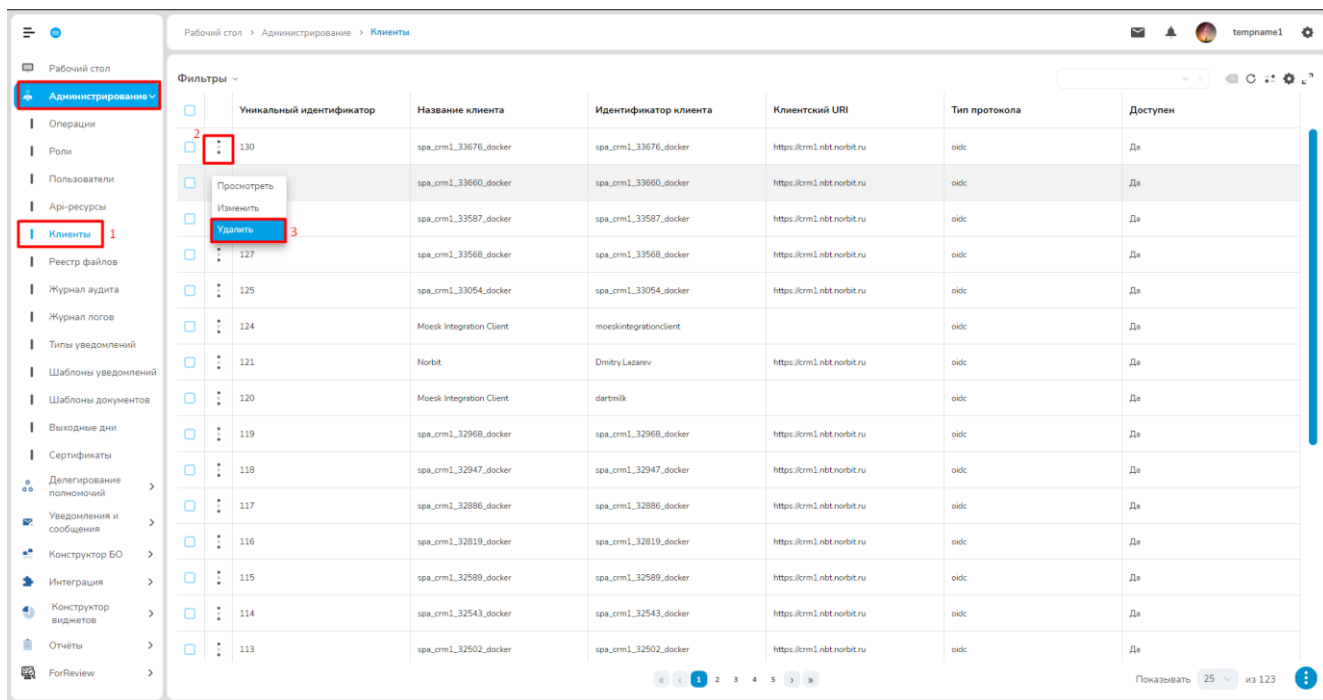 Рабочий стол > Администрирование > Клиенты
tempname1
Рабочий стол
Администрирование
Операции
Роли
Пользователи
Api-ресурсы
Клиенты 1
Реестр файлов
Журнал аудита
Журнал логов
Типы уведомлений
Шаблоны уведомлений
Шаблоны документов
Выходные дни
Сертификаты
Делегирование
полномочий
Уведомления и
сообщения
Конструктор БО
Интеграция
Конструктор
виджетов
Отчёты
ForReview
Фильтры
Уникальный идентификатор Название клиента Идентификатор клиента Клиентский URI Тип протокола Доступен
2
130 spa_crm1_33676_docker spa_crm1_33676_docker https://crm1.nbt.norbit.ru oidc Да
Просмотреть
spa_crm1_33660_docker spa_crm1_33660_docker https://crm1.nbt.norbit.ru oidc Да
Изменить
spa_crm1_33587_docker spa_crm1_33587_docker https://crm1.nbt.norbit.ru oidc Да
Удалить 3
127 spa_crm1_33568_docker spa_crm1_33568_docker https://crm1.nbt.norbit.ru oidc Да
125 spa_crm1_33054_docker spa_crm1_33054_docker https://crm1.nbt.norbit.ru oidc Да
124 Moesk Integration Client moeskintegrationclient oidc Да
121 Norbit Dmitry.Lazarev https://crm1.nbt.norbit.ru oidc Да
120 Moesk Integration Client dartmilk oidc Да
119 spa_crm1_32968_docker spa_crm1_32968_docker https://crm1.nbt.norbit.ru oidc Да
118 spa_crm1_32947_docker spa_crm1_32947_docker https://crm1.nbt.norbit.ru oidc Да
117 spa_crm1_32886_docker spa_crm1_32886_docker https://crm1.nbt.norbit.ru oidc Да
116 spa_crm1_32819_docker spa_crm1_32819_docker https://crm1.nbt.norbit.ru oidc Да
115 spa_crm1_32589_docker spa_crm1_32589_docker https://crm1.nbt.norbit.ru oidc Да
114 spa_crm1_32543_docker spa_crm1_32543_docker https://crm1.nbt.norbit.ru oidc Да
113 spa_crm1_32502_docker spa_crm1_32502_docker https://crm1.nbt.norbit.ru oidc Да
« ‹ 1 2 3 4 5 › »
Показывать 25 из 123